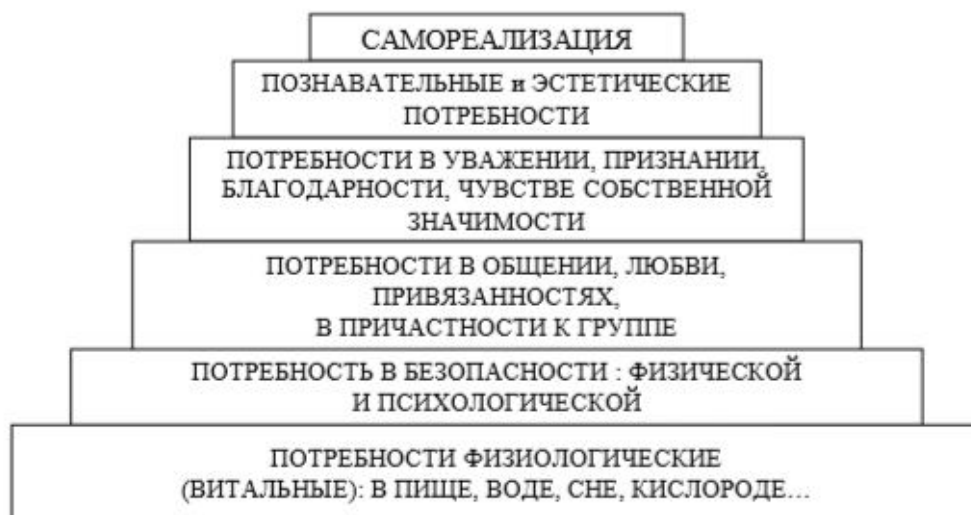 САМОРЕАЛИЗАЦИЯ
ПОЗНАВАТЕЛЬНЫЕ и ЭСТЕТИЧЕСКИЕ
ПОТРЕБНОСТИ
ПОТРЕБНОСТИ В УВАЖЕНИИ, ПРИЗНАНИИ,
БЛАГОДАРНОСТИ, ЧУВСТВЕ СОБСТВЕННОЙ
ЗНАЧИМОСТИ
ПОТРЕБНОСТИ В ОБЩЕНИИ, ЛЮБВИ,
ПРИВЯЗАННОСТЯХ,
В ПРИЧАСТНОСТИ К ГРУППЕ
ПОТРЕБНОСТЬ В БЕЗОПАСНОСТИ : ФИЗИЧЕСКОЙ
И ПСИХОЛОГИЧЕСКОЙ
ПОТРЕБНОСТИ ФИЗИОЛОГИЧЕСКИЕ
(ВИТАЛЬНЫЕ): В ПИЩЕ, ВОДЕ, СНЕ, КИСЛОРОДЕ…